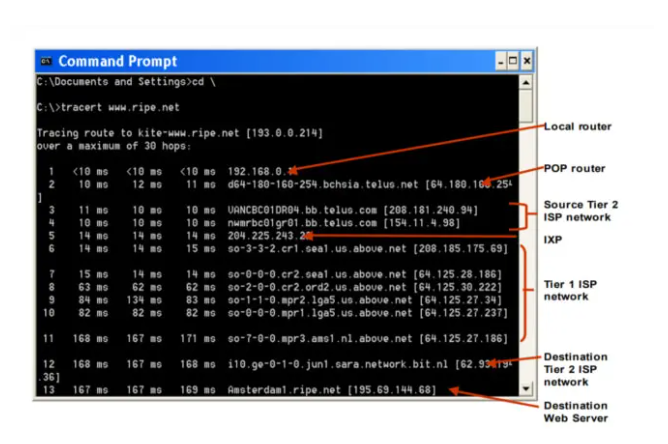 Command Prompt
C:\Documents and Settings>cd \
C:\>tracert www.ripe.net
Tracing route to kite-www.ripe.net [193.0.0.214]
over a maximum of 30 hops:
1 <10 ms <10 ms <10 ms 192.168.0.
2 10 ms 12 ms 11 ms d64-180-160-254.bchsia.telus.net [64.180.160.254
]
3 11 ms 10 ms 10 ms VANCBC01DR04.bb.telus.com [208.181.240.94]
4 10 ms 10 ms 10 ms nwmrbc01gr01.bb.telus.com [154.11.4.98]
5 14 ms 14 ms 14 ms 204.225.243.2
6 14 ms 14 ms 15 ms so-3-3-2.cr1.sea1.us.above.net [208.185.175.69]
7 15 ms 14 ms 14 ms so-0-0-0.cr2.sea1.us.above.net [64.125.28.186]
8 63 ms 62 ms 62 ms so-2-0-0.cr2.ord2.us.above.net [64.125.30.222]
9 84 ms 134 ms 83 ms so-1-1-0.mpr2.lga5.us.above.net [64.125.27.34]
10 82 ms 82 ms 82 ms so-0-0-0.mpr1.lga5.us.above.net [64.125.27.237]
11 168 ms 167 ms 171 ms so-7-0-0.mpr3.ams1.nl.above.net [64.125.27.186]
12 168 ms 167 ms 168 ms i10.ge-0-1-0.jun1.sara.network.bit.nl
.36]
13 167 ms 167 ms 169 ms Amsterdam1.ripe.net [195.69.144.68]
Local router
POP router
Source Tier 2
ISP network
IXP
Tier 1 ISP
network
Destination
Tier 2 ISP
network
Destination
Web Server